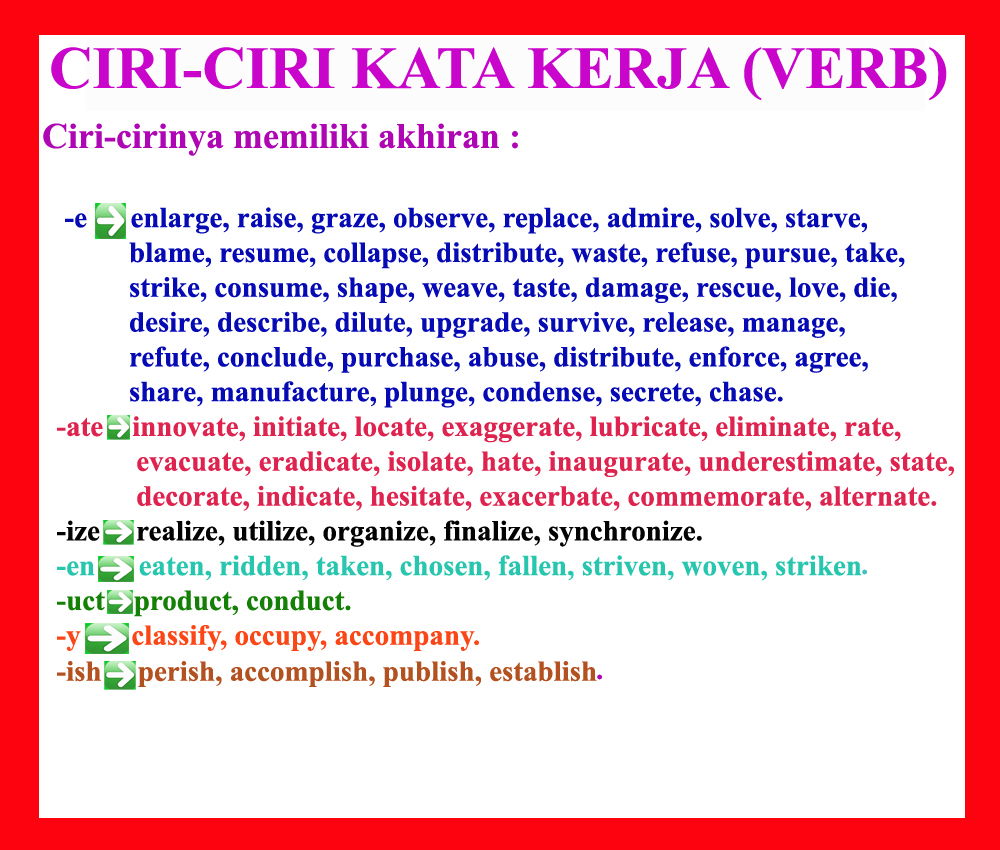 CIRI-CIRI KATA KERJA (VERB)
Ciri-cirinya memiliki akhiran :
-e ➡ enlarge, raise, graze, observe, replace, admire, solve, starve,
blame, resume, collapse, distribute, waste, refuse, pursue, take,
strike, consume, shape, weave, taste, damage, rescue, love, die,
desire, describe, dilute, upgrade, survive, release, manage,
refute, conclude, purchase, abuse, distribute, enforce, agree,
share, manufacture, plunge, condense, secrete, chase.
-ate ➡ innovate, initiate, locate, exaggerate, lubricate, eliminate, rate,
evacuate, eradicate, isolate, hate, inaugurate, underestimate, state,
decorate, indicate, hesitate, exacerbate, commemorate, alternate.
-ize ➡ realize, utilize, organize, finalize, synchronize.
-en ➡ eaten, ridden, taken, chosen, fallen, striven, woven, striken.
-uct ➡ product, conduct.
-y ➡ classify, occupy, accompany.
-ish ➡ perish, accomplish, publish, establish.